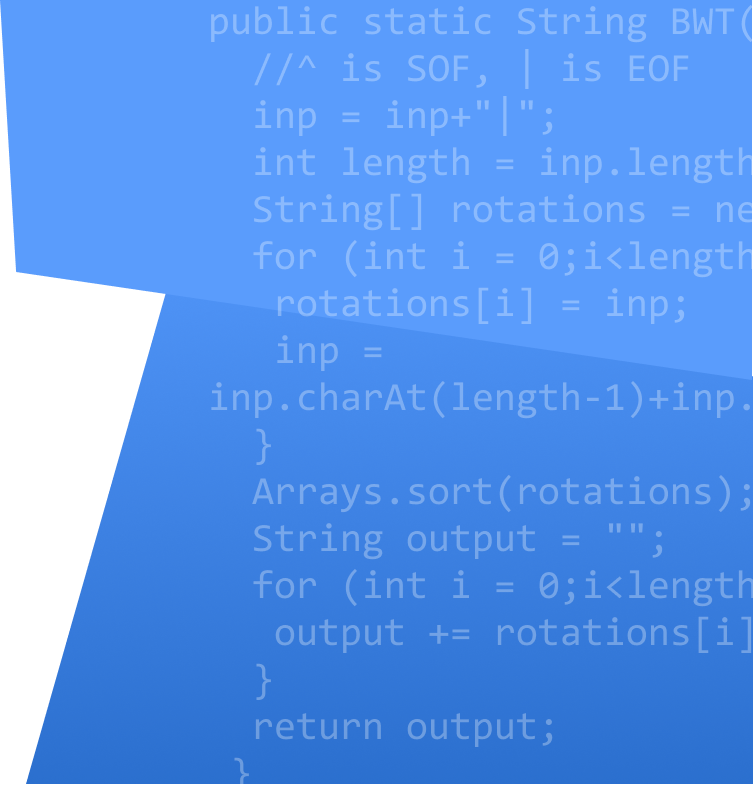 public static String BWT(
//^ is SOF, | is EOF
inp = inp+"|";
int length = inp.length
String[] rotations = ne
for (int i = 0;i<length
rotations[i] = inp;
inp =
inp.charAt(length-1)+inp.
}
Arrays.sort(rotations);
String output = "";
for (int i = 0;i<length
output += rotations[i]
}
return output;
}